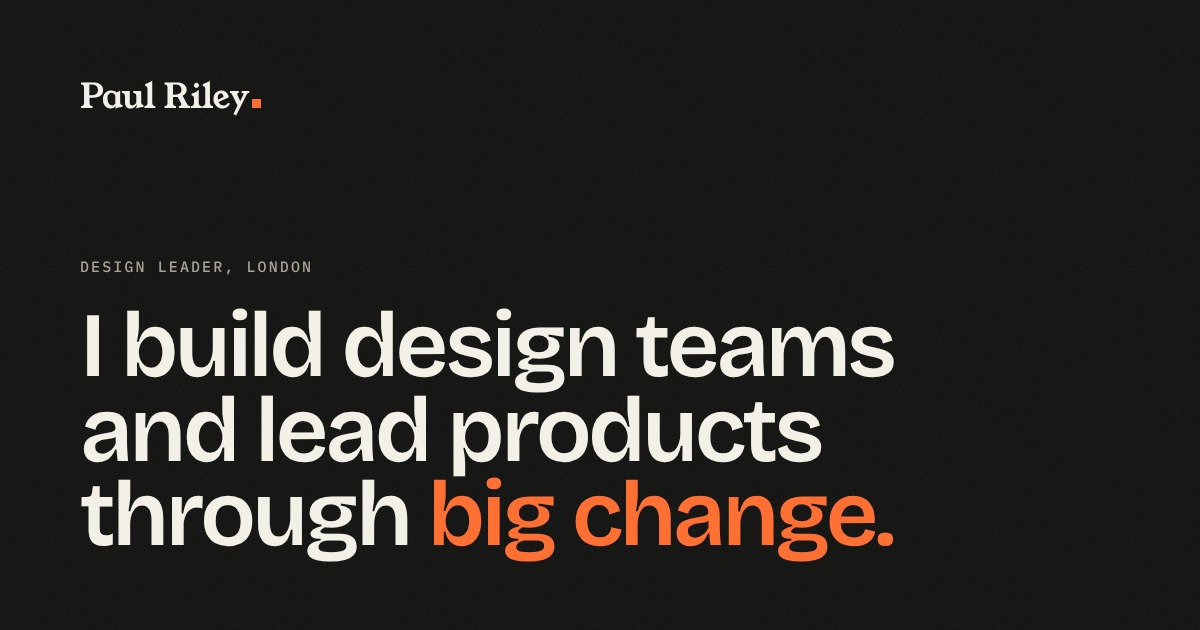 Paul Riley.
DESIGN LEADER, LONDON
I build design teams
and lead products
through big change.